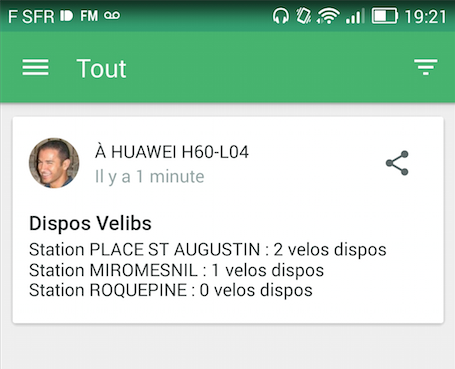 F SFR FM 19:21
Tout
À HUAWEI H60-L04
Il y a 1 minute
Dispos Velibs
Station PLACE ST AUGUSTIN : 2 velos dispos
Station MIROMESNIL : 1 velos dispos
Station ROQUEPINE : 0 velos dispos